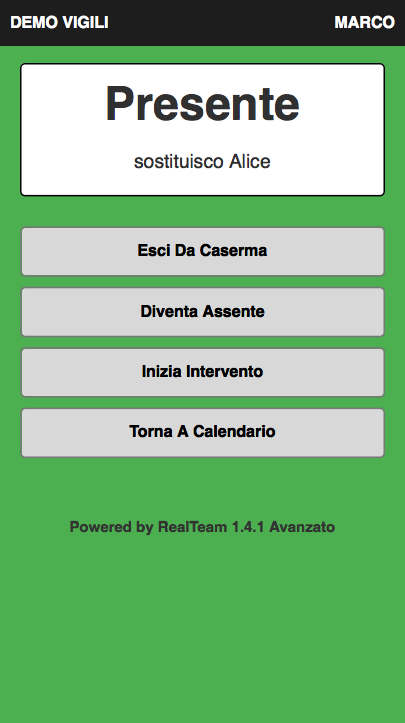 DEMO VIGILI MARCO
Presente
sostituisco Alice
Esci Da Caserma
Diventa Assente
Inizia Intervento
Torna A Calendario
Powered by RealTeam 1.4.1 Avanzato